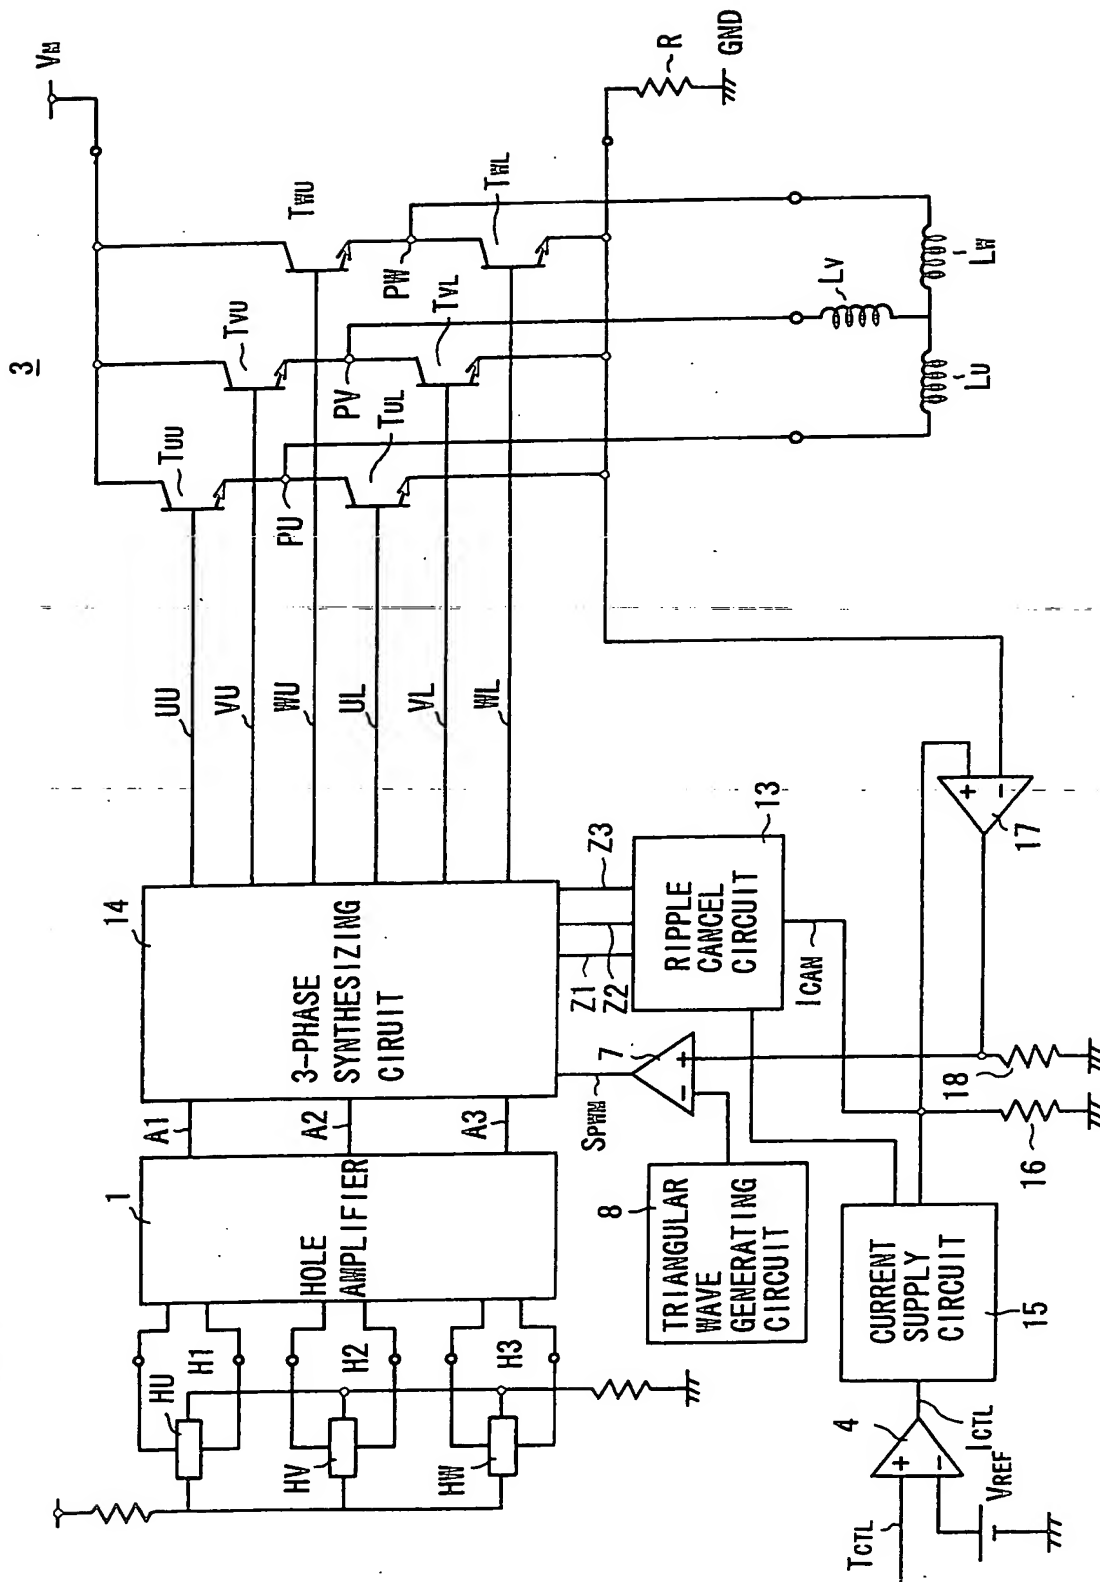 3
VM
TUU
TVU
TWU
PU
PV
PW
TUL
TVL
TWL
R
GND
LU
LV
LW
UU
VU
WU
UL
VL
WL
14
3-PHASE
SYNTHESIZING
CIRUIT
A1
A2
A3
1
HOLE
AMPLIFIER
HU
H1
HV
H2
HW
H3
Z1
Z2
Z3
13
RIPPLE
CANCEL
CIRCUIT
ICAN
SPWM
7
+
-
8
TRIANGULAR
WAVE
GENERATING
CIRCUIT
+
-
17
18
16
CURRENT
SUPPLY
CIRCUIT
15
4
+
-
ICTL
TCTL
VREF